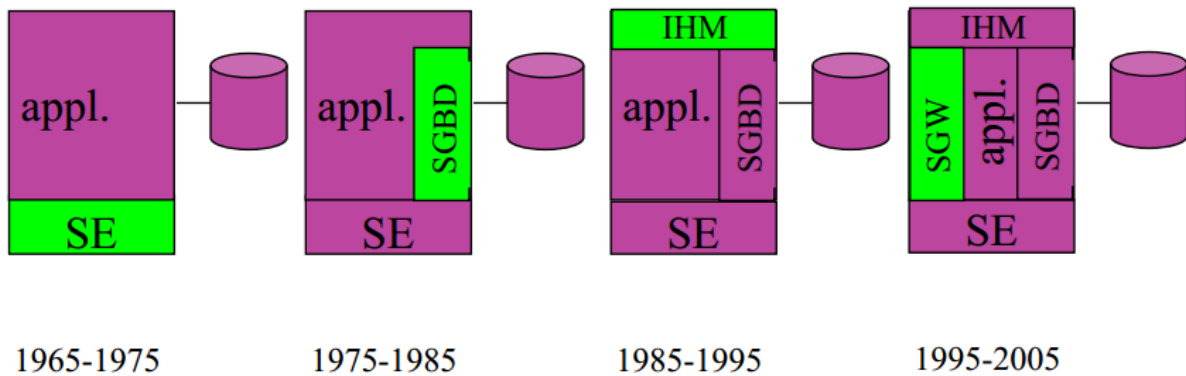 appl.
SE
1965-1975
appl.
SGBD
SE
1975-1985
IHM
appl.
SGBD
SE
1985-1995
IHM
SGW
appl.
SGBD
SE
1995-2005